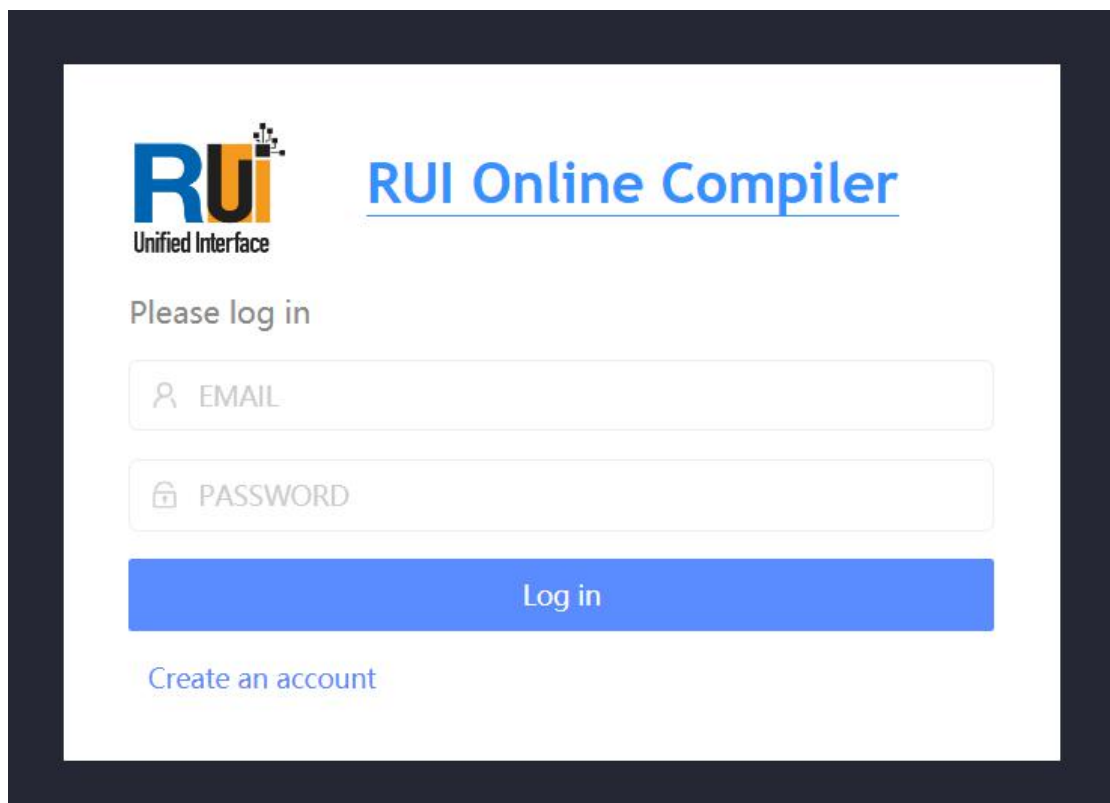 RUi
Unified Interface
RUI Online Compiler
Please log in
EMAIL
PASSWORD
Log in
Create an account